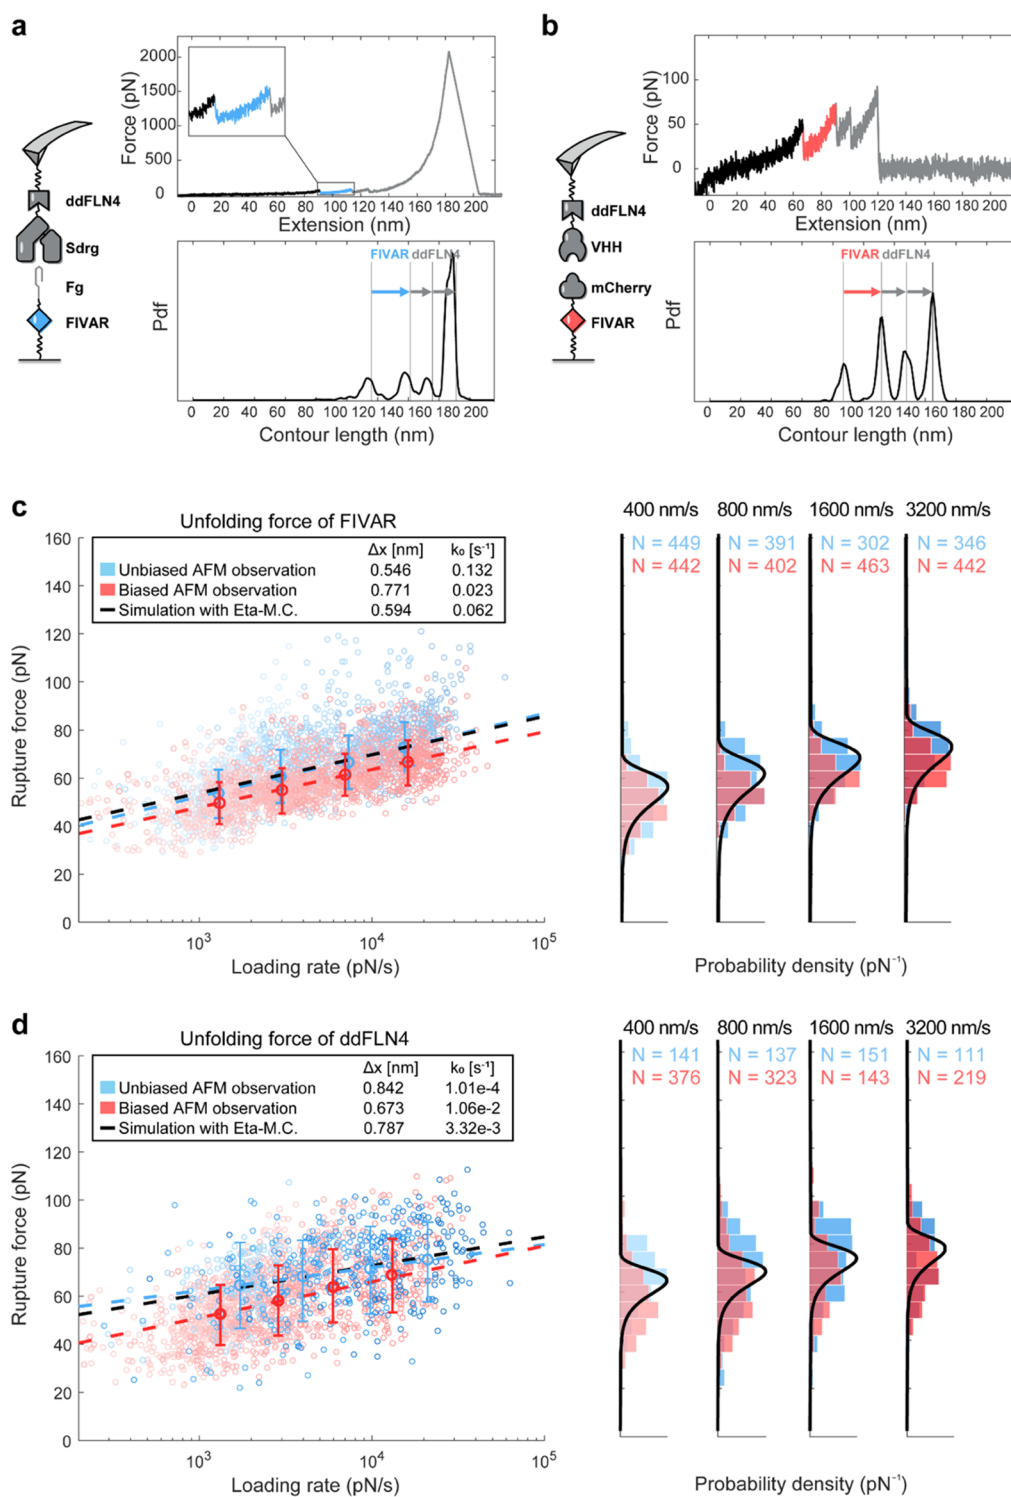 a
Force (pN)
2000
1500
1000
500
0
0 20 40 60 80 100 120 140 160 180 200
Extension (nm)
ddFLN4
Sdrg
Fg
FIVAR
FIVAR ddFLN4
Pdf
0 20 40 60 80 100 120 140 160 180 200
Contour length (nm)
b
Force (pN)
100
50
0
0 10 20 30 40 50 60 70 80 90 100 110 120 130
Extension (nm)
ddFLN4
VHH
mCherry
FIVAR
FIVAR ddFLN4
Pdf
0 20 40 60 80 100 120 140 160 180 200
Contour length (nm)
c
Unfolding force of FIVAR
Δx [nm] k₀ [s⁻¹]
Unbiased AFM observation 0.546 0.132
Biased AFM observation 0.771 0.023
Simulation with Eta-M.C. 0.594 0.062
Rupture force (pN)
160
140
120
100
80
60
40
20
0
10³ 10⁴ 10⁵
Loading rate (pN/s)
400 nm/s 800 nm/s 1600 nm/s 3200 nm/s
N = 449 N = 391 N = 302 N = 346
N = 442 N = 402 N = 463 N = 442
Probability density (pN⁻¹)
d
Unfolding force of ddFLN4
Δx [nm] k₀ [s⁻¹]
Unbiased AFM observation 0.842 1.01e-4
Biased AFM observation 0.673 1.06e-2
Simulation with Eta-M.C. 0.787 3.32e-3
Rupture force (pN)
160
140
120
100
80
60
40
20
0
10³ 10⁴ 10⁵
Loading rate (pN/s)
400 nm/s 800 nm/s 1600 nm/s 3200 nm/s
N = 141 N = 137 N = 151 N = 111
N = 376 N = 323 N = 143 N = 219
Probability density (pN⁻¹)